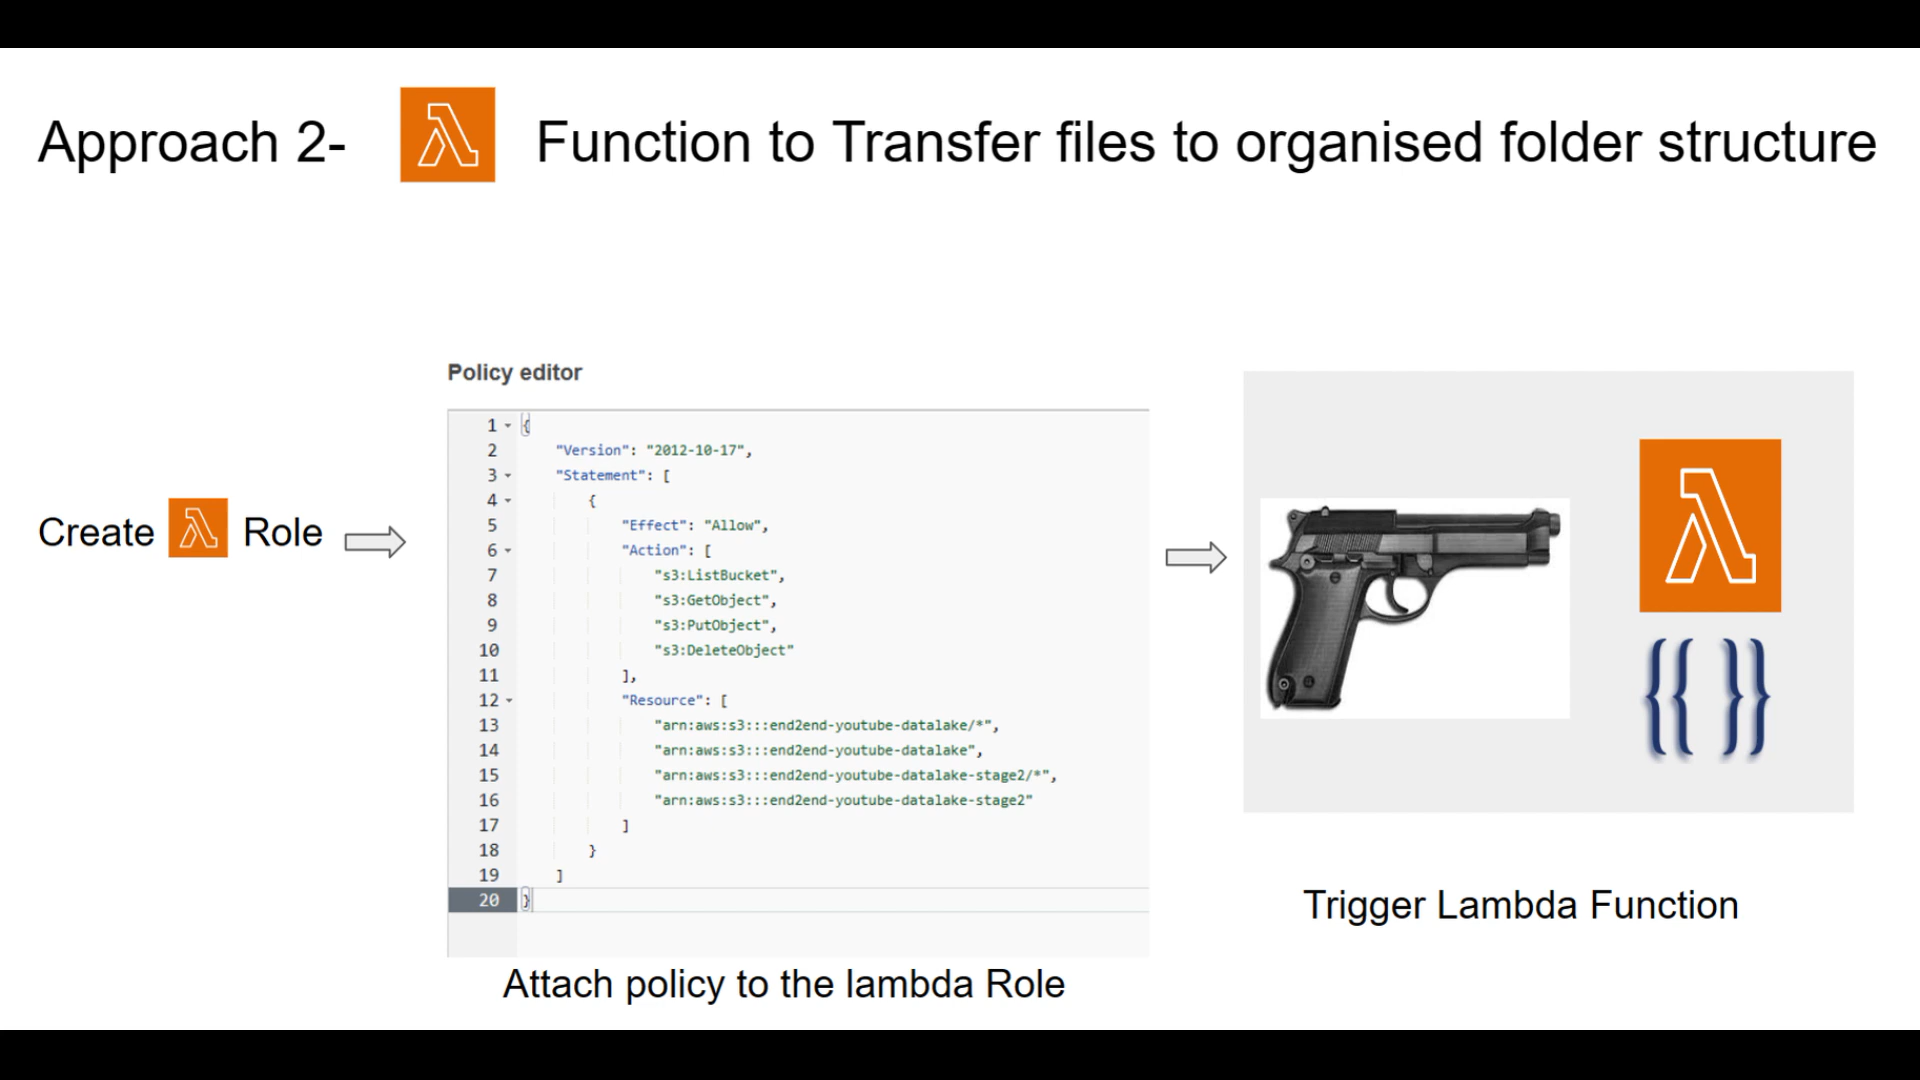 Approach 2- λ Function to Transfer files to organised folder structure
Policy editor
1 {
2 "Version": "2012-10-17",
3 "Statement": [
4 {
5 "Effect": "Allow",
6 "Action": [
7 "s3:ListBucket",
8 "s3:GetObject",
9 "s3:PutObject",
10 "s3:DeleteObject"
11 ],
12 "Resource": [
13 "arn:aws:s3:::end2end-youtube-datalake/*",
14 "arn:aws:s3:::end2end-youtube-datalake",
15 "arn:aws:s3:::end2end-youtube-datalake-stage2/*",
16 "arn:aws:s3:::end2end-youtube-datalake-stage2"
17 ]
18 }
19 ]
20 }
Create λ Role
Attach policy to the lambda Role
λ
{{ }}
Trigger Lambda Function